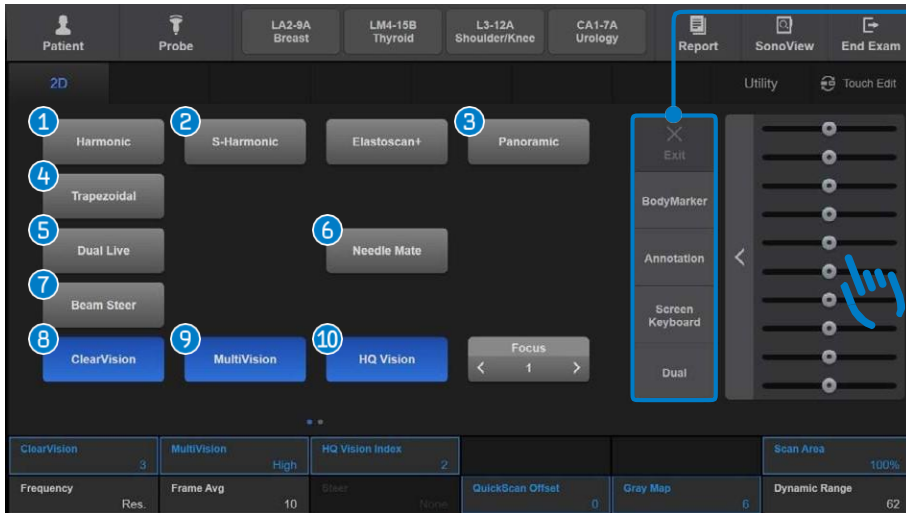 Patient
Probe
LA2-9A
Breast
LM4-15B
Thyroid
L3-12A
Shoulder/Knee
CA1-7A
Urology
Report
SonoView
End Exam
2D
Utility
Touch Edit
1
Harmonic
2
S-Harmonic
Elastoscan+
3
Panoramic
Exit
4
Trapezoidal
BodyMarker
5
Dual Live
6
Needle Mate
Annotation
7
Beam Steer
Screen
Keyboard
8
ClearVision
9
MultiVision
10
HQ Vision
Focus
< 1 >
Dual
ClearVision
3
MultiVision
High
HQ Vision Index
2
Scan Area
100%
Frequency
Res.
Frame Avg
10
Steer
None
QuickScan Offset
0
Gray Map
6
Dynamic Range
62